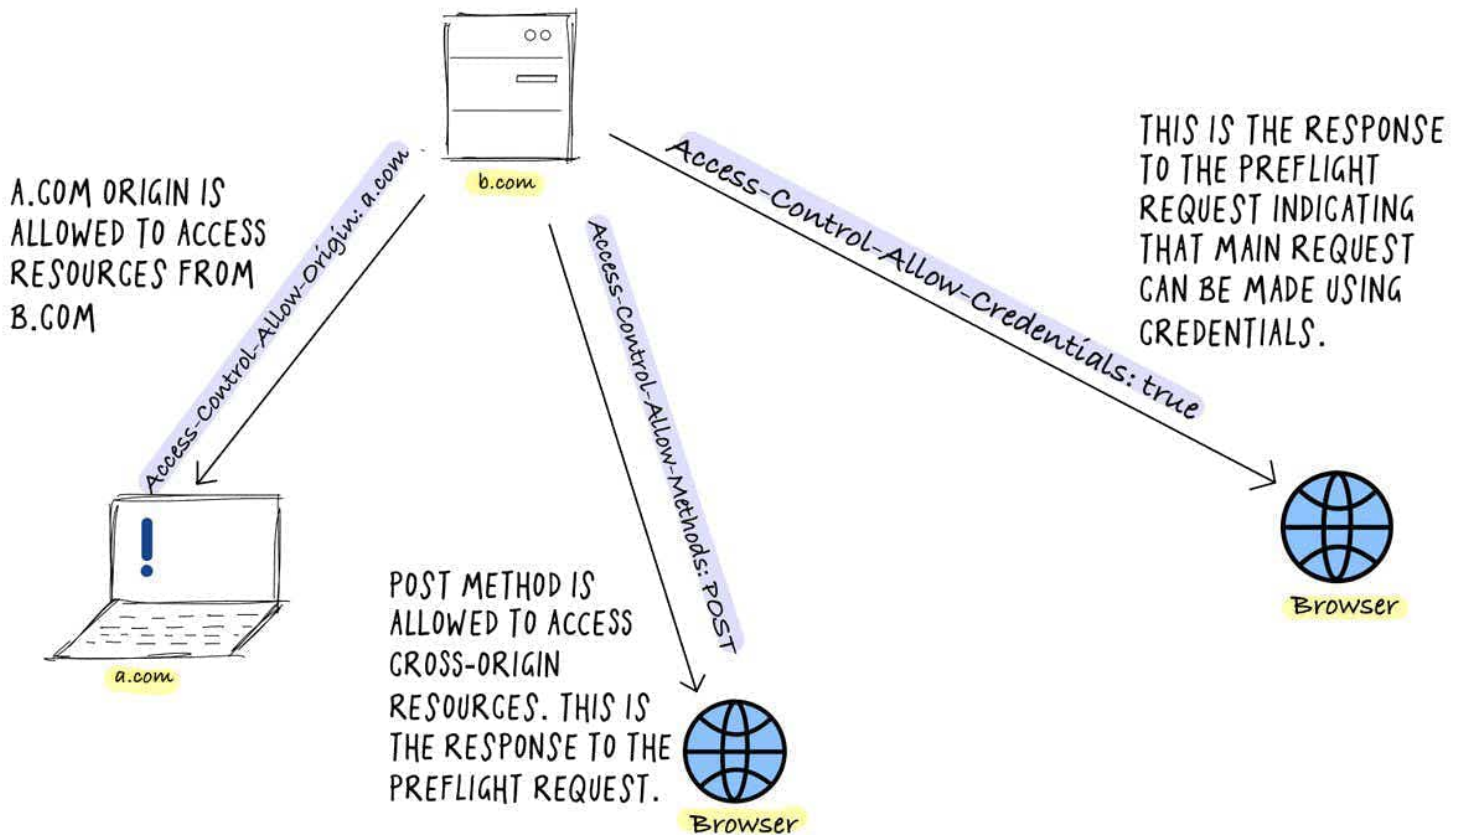 b.com
A.COM ORIGIN IS
ALLOWED TO ACCESS
RESOURCES FROM
B.COM
Access-Control-Allow-Origin: a.com
a.com
Access-Control-Allow-Methods: POST
POST METHOD IS
ALLOWED TO ACCESS
CROSS-ORIGIN
RESOURCES. THIS IS
THE RESPONSE TO THE
PREFLIGHT REQUEST.
Browser
Access-Control-Allow-Credentials: true
THIS IS THE RESPONSE
TO THE PREFLIGHT
REQUEST INDICATING
THAT MAIN REQUEST
CAN BE MADE USING
CREDENTIALS.
Browser